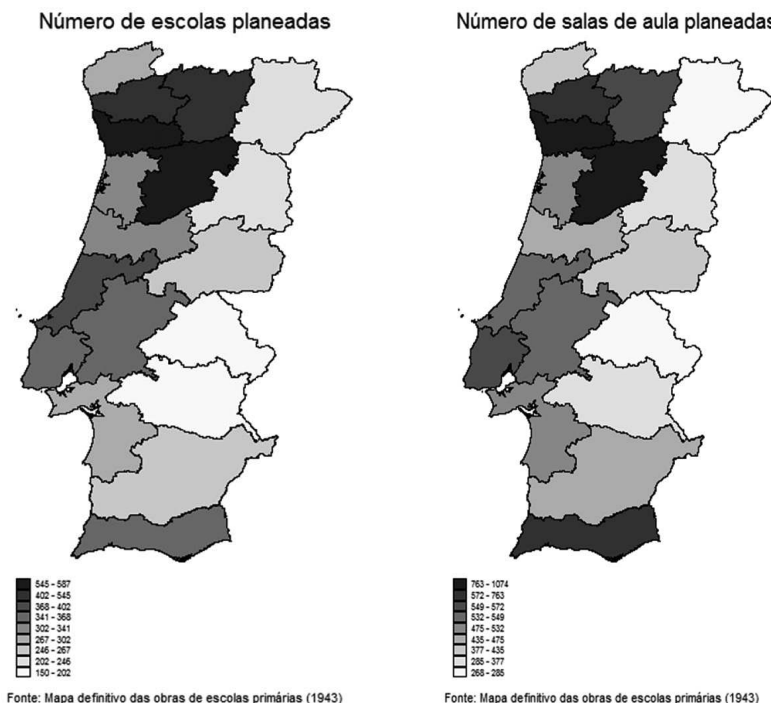 Número de escolas planeadas
545 - 587
402 - 545
368 - 402
341 - 368
302 - 341
267 - 302
246 - 267
202 - 246
150 - 202
Fonte: Mapa definitivo das obras de escolas primárias (1943)
Número de salas de aula planeadas
763 - 1074
572 - 763
549 - 572
532 - 549
475 - 532
435 - 475
377 - 435
285 - 377
268 - 285
Fonte: Mapa definitivo das obras de escolas primárias (1943)